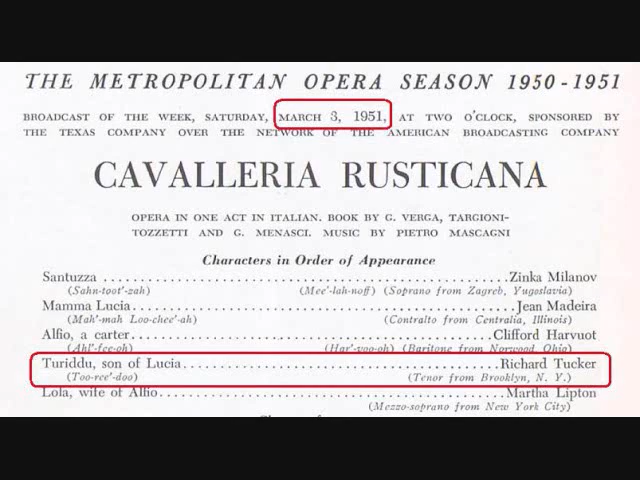 THE METROPOLITAN OPERA SEASON 1950-1951
BROADCAST OF THE WEEK, SATURDAY, MARCH 3, 1951, AT TWO O'CLOCK, SPONSORED BY
THE TEXAS COMPANY OVER THE NETWORK OF THE AMERICAN BROADCASTING COMPANY
CAVALLERIA RUSTICANA
OPERA IN ONE ACT IN ITALIAN. BOOK BY G. VERGA, TARGIONI-
TOZZETTI AND G. MENASCI. MUSIC BY PIETRO MASCAGNI
Characters in Order of Appearance
Santuzza ........ Zinka Milanov
(Sahn-toot'-zah) (Mee'-lah-noff) (Soprano from Zagreb, Yugoslavia)
Mamma Lucia ........ Jean Madeira
(Mah'-mah Loo-chee'-ah) (Contralto from Centralia, Illinois)
Alfio, a carter ........ Clifford Harvuot
(Ahl'-fee-oh) (Har'-voo-oh) (Baritone from Norwood, Ohio)
Turiddu, son of Lucia ........ Richard Tucker
(Too-ree'-doo) (Tenor from Brooklyn, N. Y.)
Lola, wife of Alfio ........ Martha Lipton
(Mezzo-soprano from New York City)